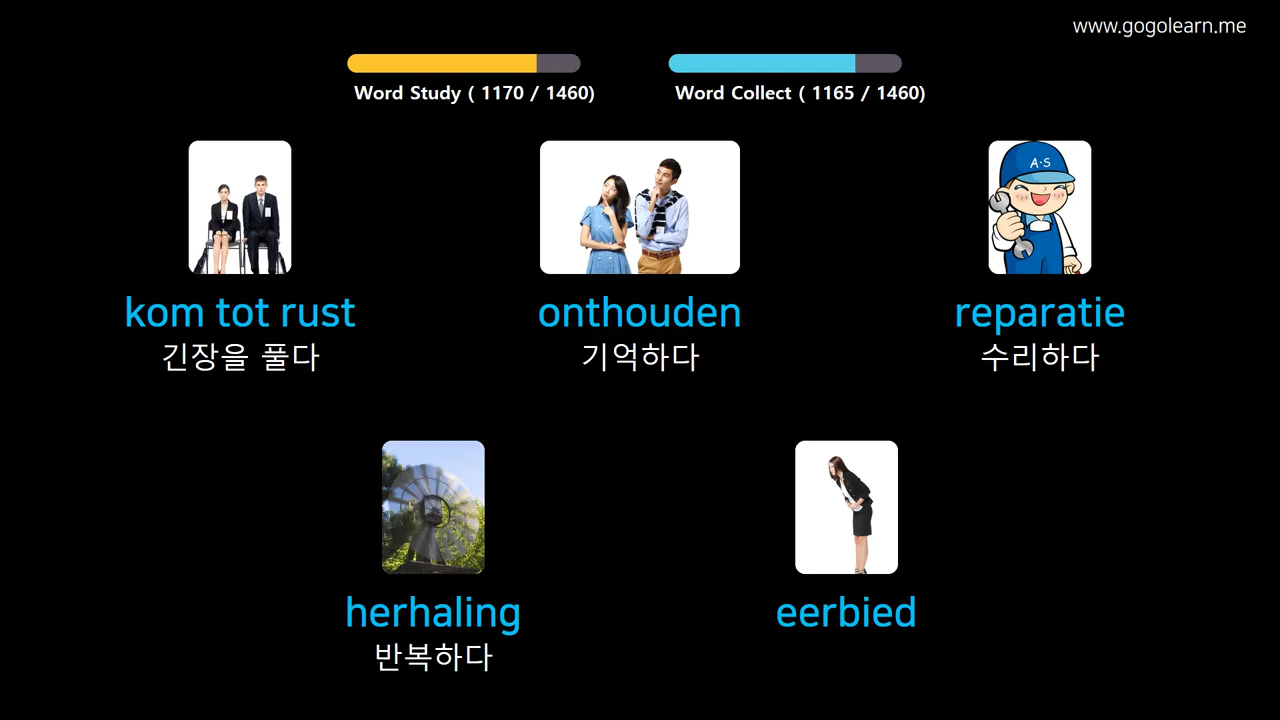 www.gogolearn.me
Word Study ( 1170 / 1460)
Word Collect ( 1165 / 1460)
A·S
kom tot rust
긴장을 풀다
onthouden
기억하다
reparatie
수리하다
herhaling
반복하다
eerbied